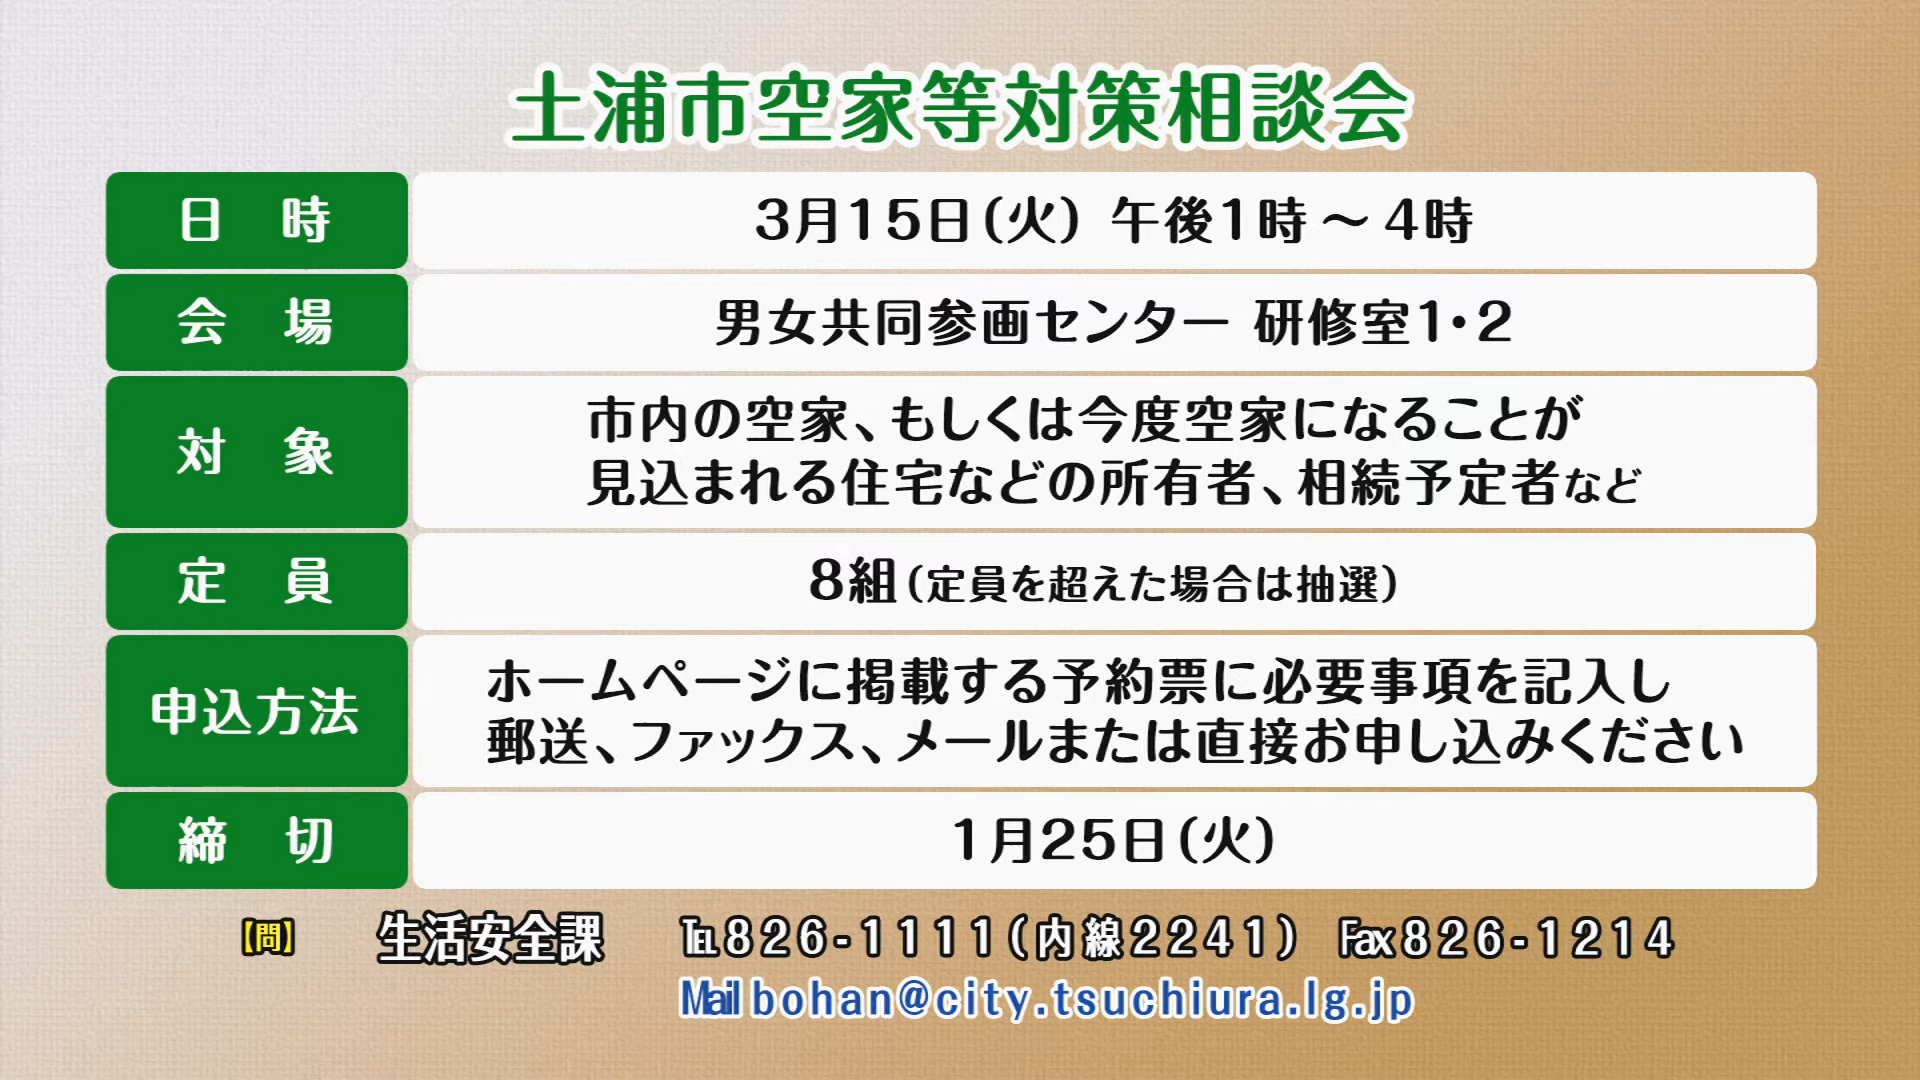 土浦市空家等対策相談会
日 時 3月15日(火) 午後1時～4時
会 場 男女共同参画センター 研修室1・2
対 象
市内の空家、もしくは今度空家になることが
見込まれる住宅などの所有者、相続予定者など
定 員 8組(定員を超えた場合は抽選)
申込方法
ホームページに掲載する予約票に必要事項を記入し
郵送、ファックス、メールまたは直接お申し込みください
締 切 1月25日(火)
【問】 生活安全課 ℡826-1111(内線2241) Fax826-1214
Mail bohan@city.tsuchiura.lg.jp